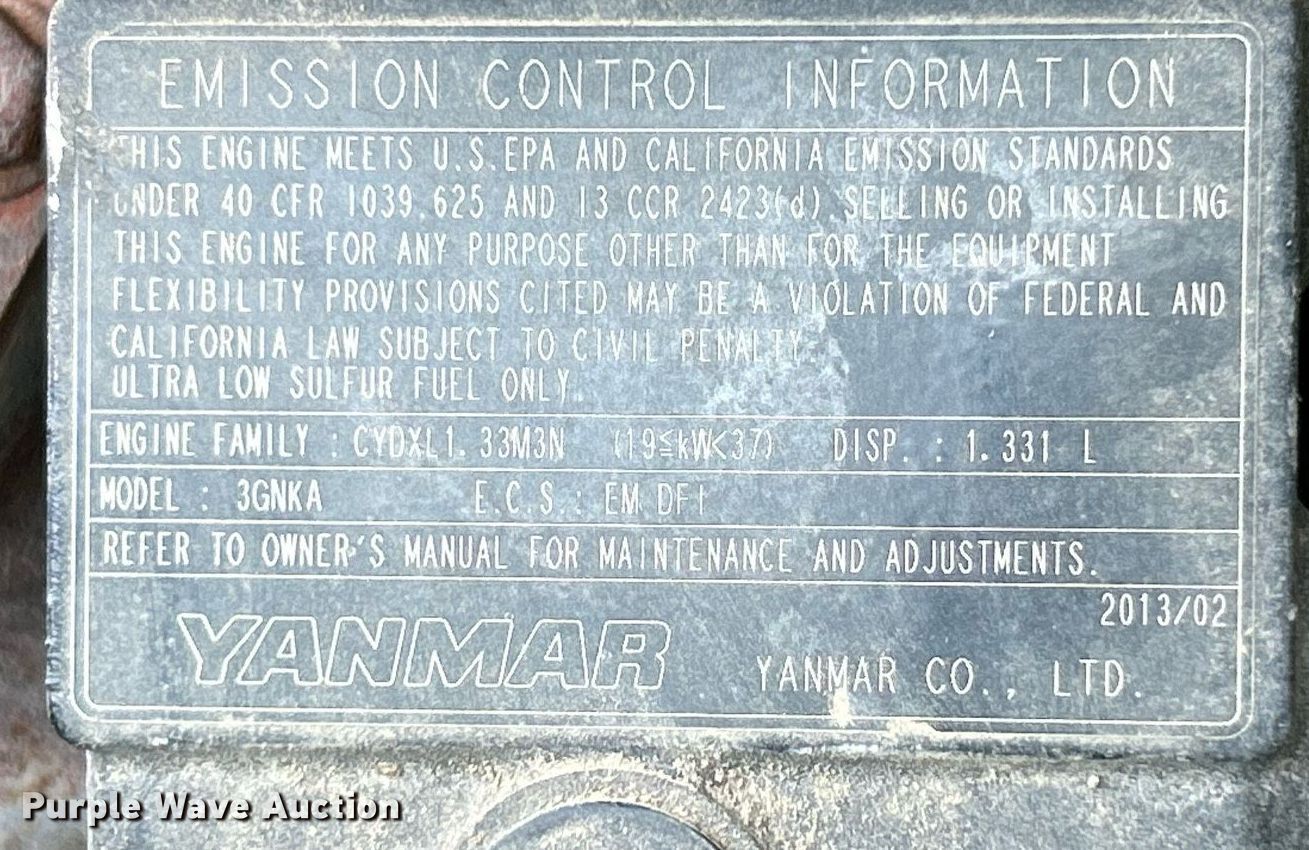 EMISSION CONTROL INFORMATION
THIS ENGINE MEETS U.S.EPA AND CALIFORNIA EMISSION STANDARDS
UNDER 40 CFR 1039.625 AND 13 CCR 2423(d) SELLING OR INSTALLING
THIS ENGINE FOR ANY PURPOSE OTHER THAN FOR THE EQUIPMENT
FLEXIBILITY PROVISIONS CITED MAY BE A VIOLATION OF FEDERAL AND
CALIFORNIA LAW SUBJECT TO CIVIL PENALTY.
ULTRA LOW SULFUR FUEL ONLY.
ENGINE FAMILY : CYDXL1.33M3N (19≦kW<37) DISP. : 1.331 L
MODEL : 3GNKA E.C.S.: EM DFI
REFER TO OWNER'S MANUAL FOR MAINTENANCE AND ADJUSTMENTS.
2013/02
YANMAR YANMAR CO., LTD.
Purple Wave Auction